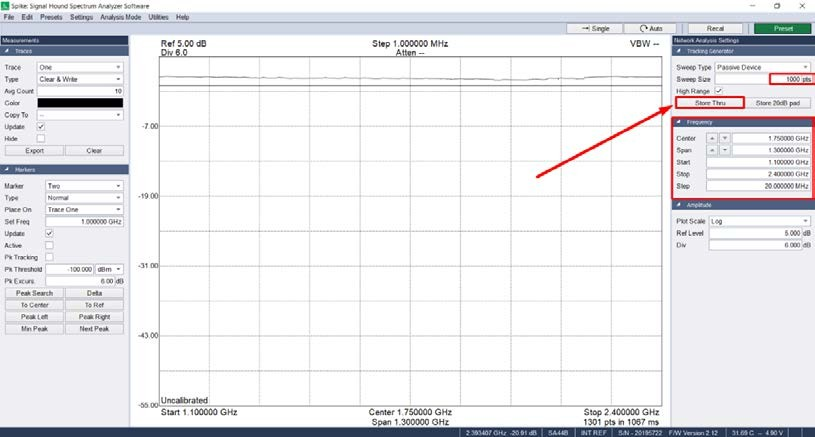 Spike: Signal Hound Spectrum Analyzer Software
File Edit Presets Settings Analysis Mode Utilities Help
Single Auto Recal Preset
Measurements
Traces
Trace One
Type Clear & Write
Avg Count 10
Color
Copy To --
Update
Hide
Export Clear
Markers
Marker Two
Type Normal
Place On Trace One
Set Freq 1.000000 GHz
Update
Active
Pk Tracking
Pk Threshold -100.000 dBm
Pk Excurs. 6.00 dB
Peak Search Delta
To Center To Ref
Peak Left Peak Right
Min Peak Next Peak
Ref 5.00 dB Step 1.000000 MHz VBW --
Div 6.0 Atten --
-7.00
-19.00
-31.00
-43.00
-55.00
Uncalibrated
Start 1.100000 GHz Center 1.750000 GHz Stop 2.400000 GHz
Span 1.300000 GHz 1301 pts in 1067 ms
Network Analysis Settings
Tracking Generator
Sweep Type Passive Device
Sweep Size 1000 pts
High Range
Store Thru Store 20dB pad
Frequency
Center 1.750000 GHz
Span 1.300000 GHz
Start 1.100000 GHz
Stop 2.400000 GHz
Step 20.000000 MHz
Amplitude
Plot Scale Log
Ref Level 5.000 dB
Div 6.000 dB
2.393407 GHz -20.91 dB SA44B INT REF S/N - 20195722 F/W Version 2.12 31.69 C -- 4.90 V